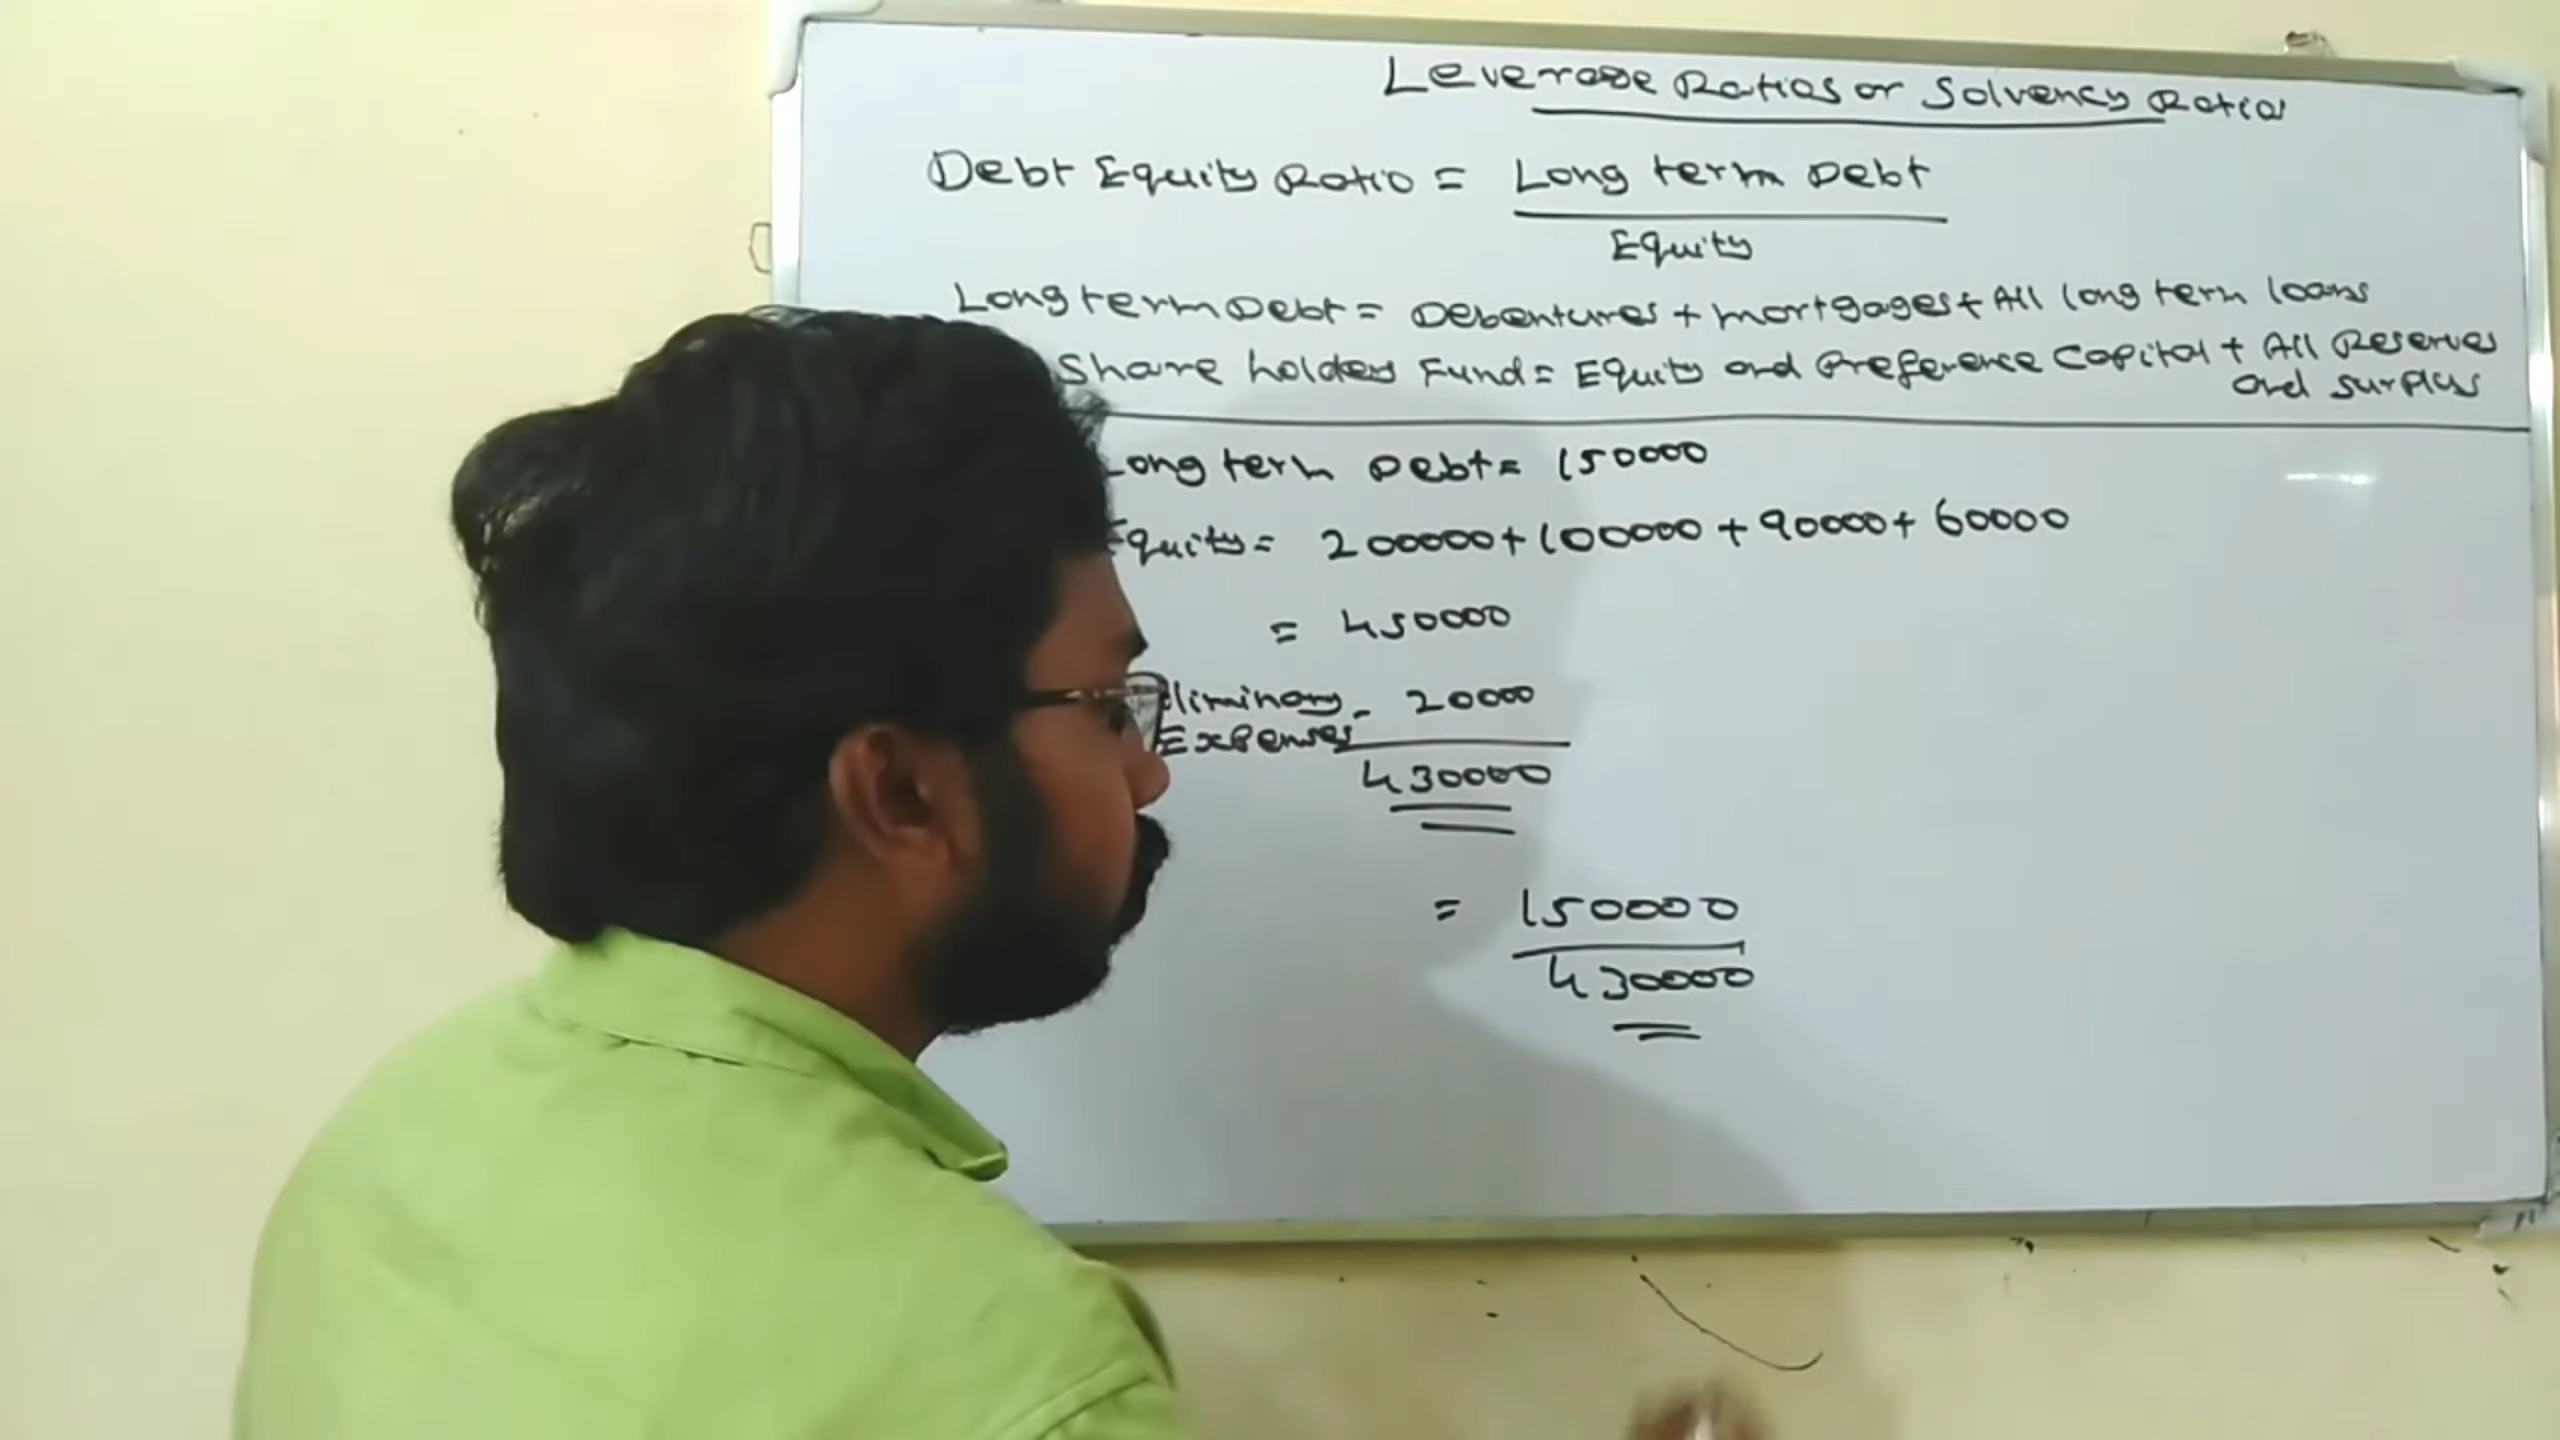 Leverage Ratios or Solvency Ratios
Debt Equity Ratio = Long term Debt
Equity
Long term Debt = Debentures + mortgages + All long term loans
Share holders Fund = Equity and Preference Capital + All Reserves
and surplus
ong term Debt = 150000
Equity = 200000 + 100000 + 90000 + 60000
= 450000
liminary - 20000
Expenses
430000
= 150000
430000